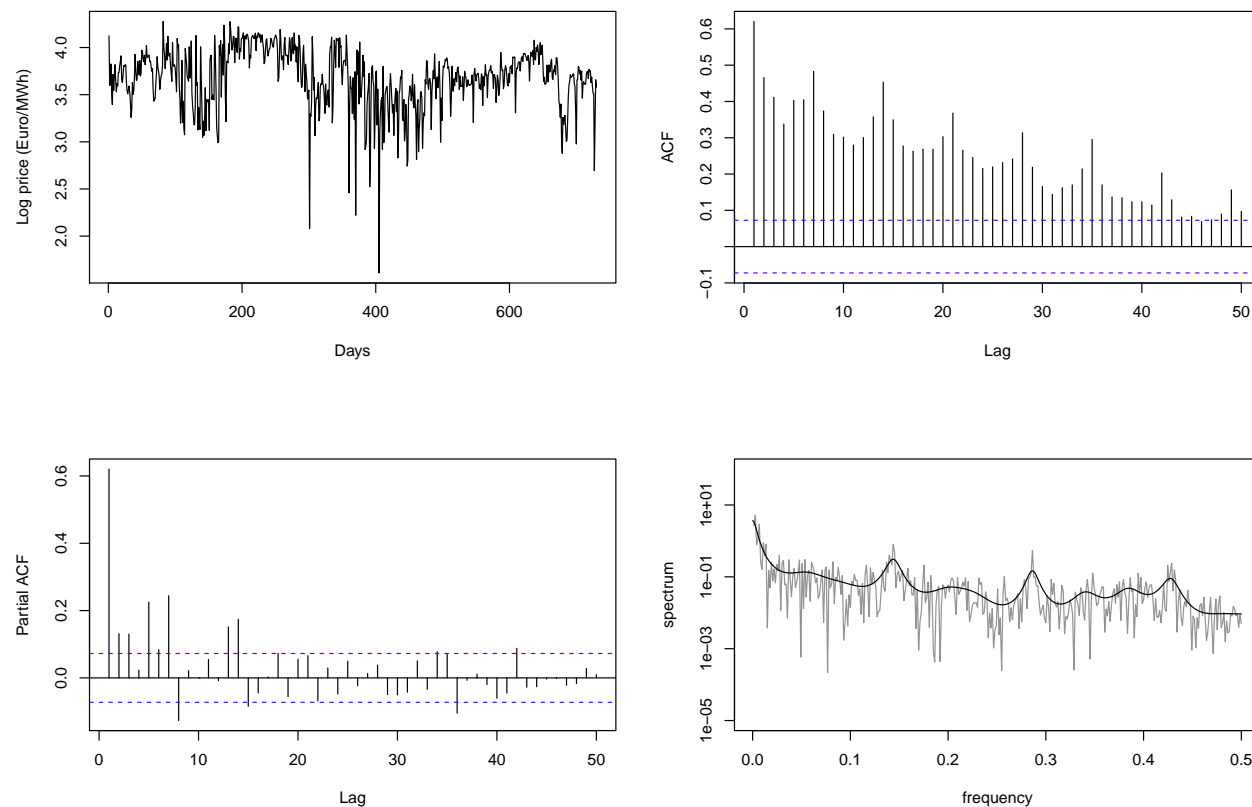 4.0
3.5
3.0
2.5
2.0
Log price (Euro/MWh)
0 200 400 600
Days
0.6
0.5
0.4
0.3
0.2
0.1
−0.1
ACF
0 10 20 30 40 50
Lag
0.6
0.4
0.2
0.0
Partial ACF
0 10 20 30 40 50
Lag
1e+01
1e−01
1e−03
1e−05
spectrum
0.0 0.1 0.2 0.3 0.4 0.5
frequency